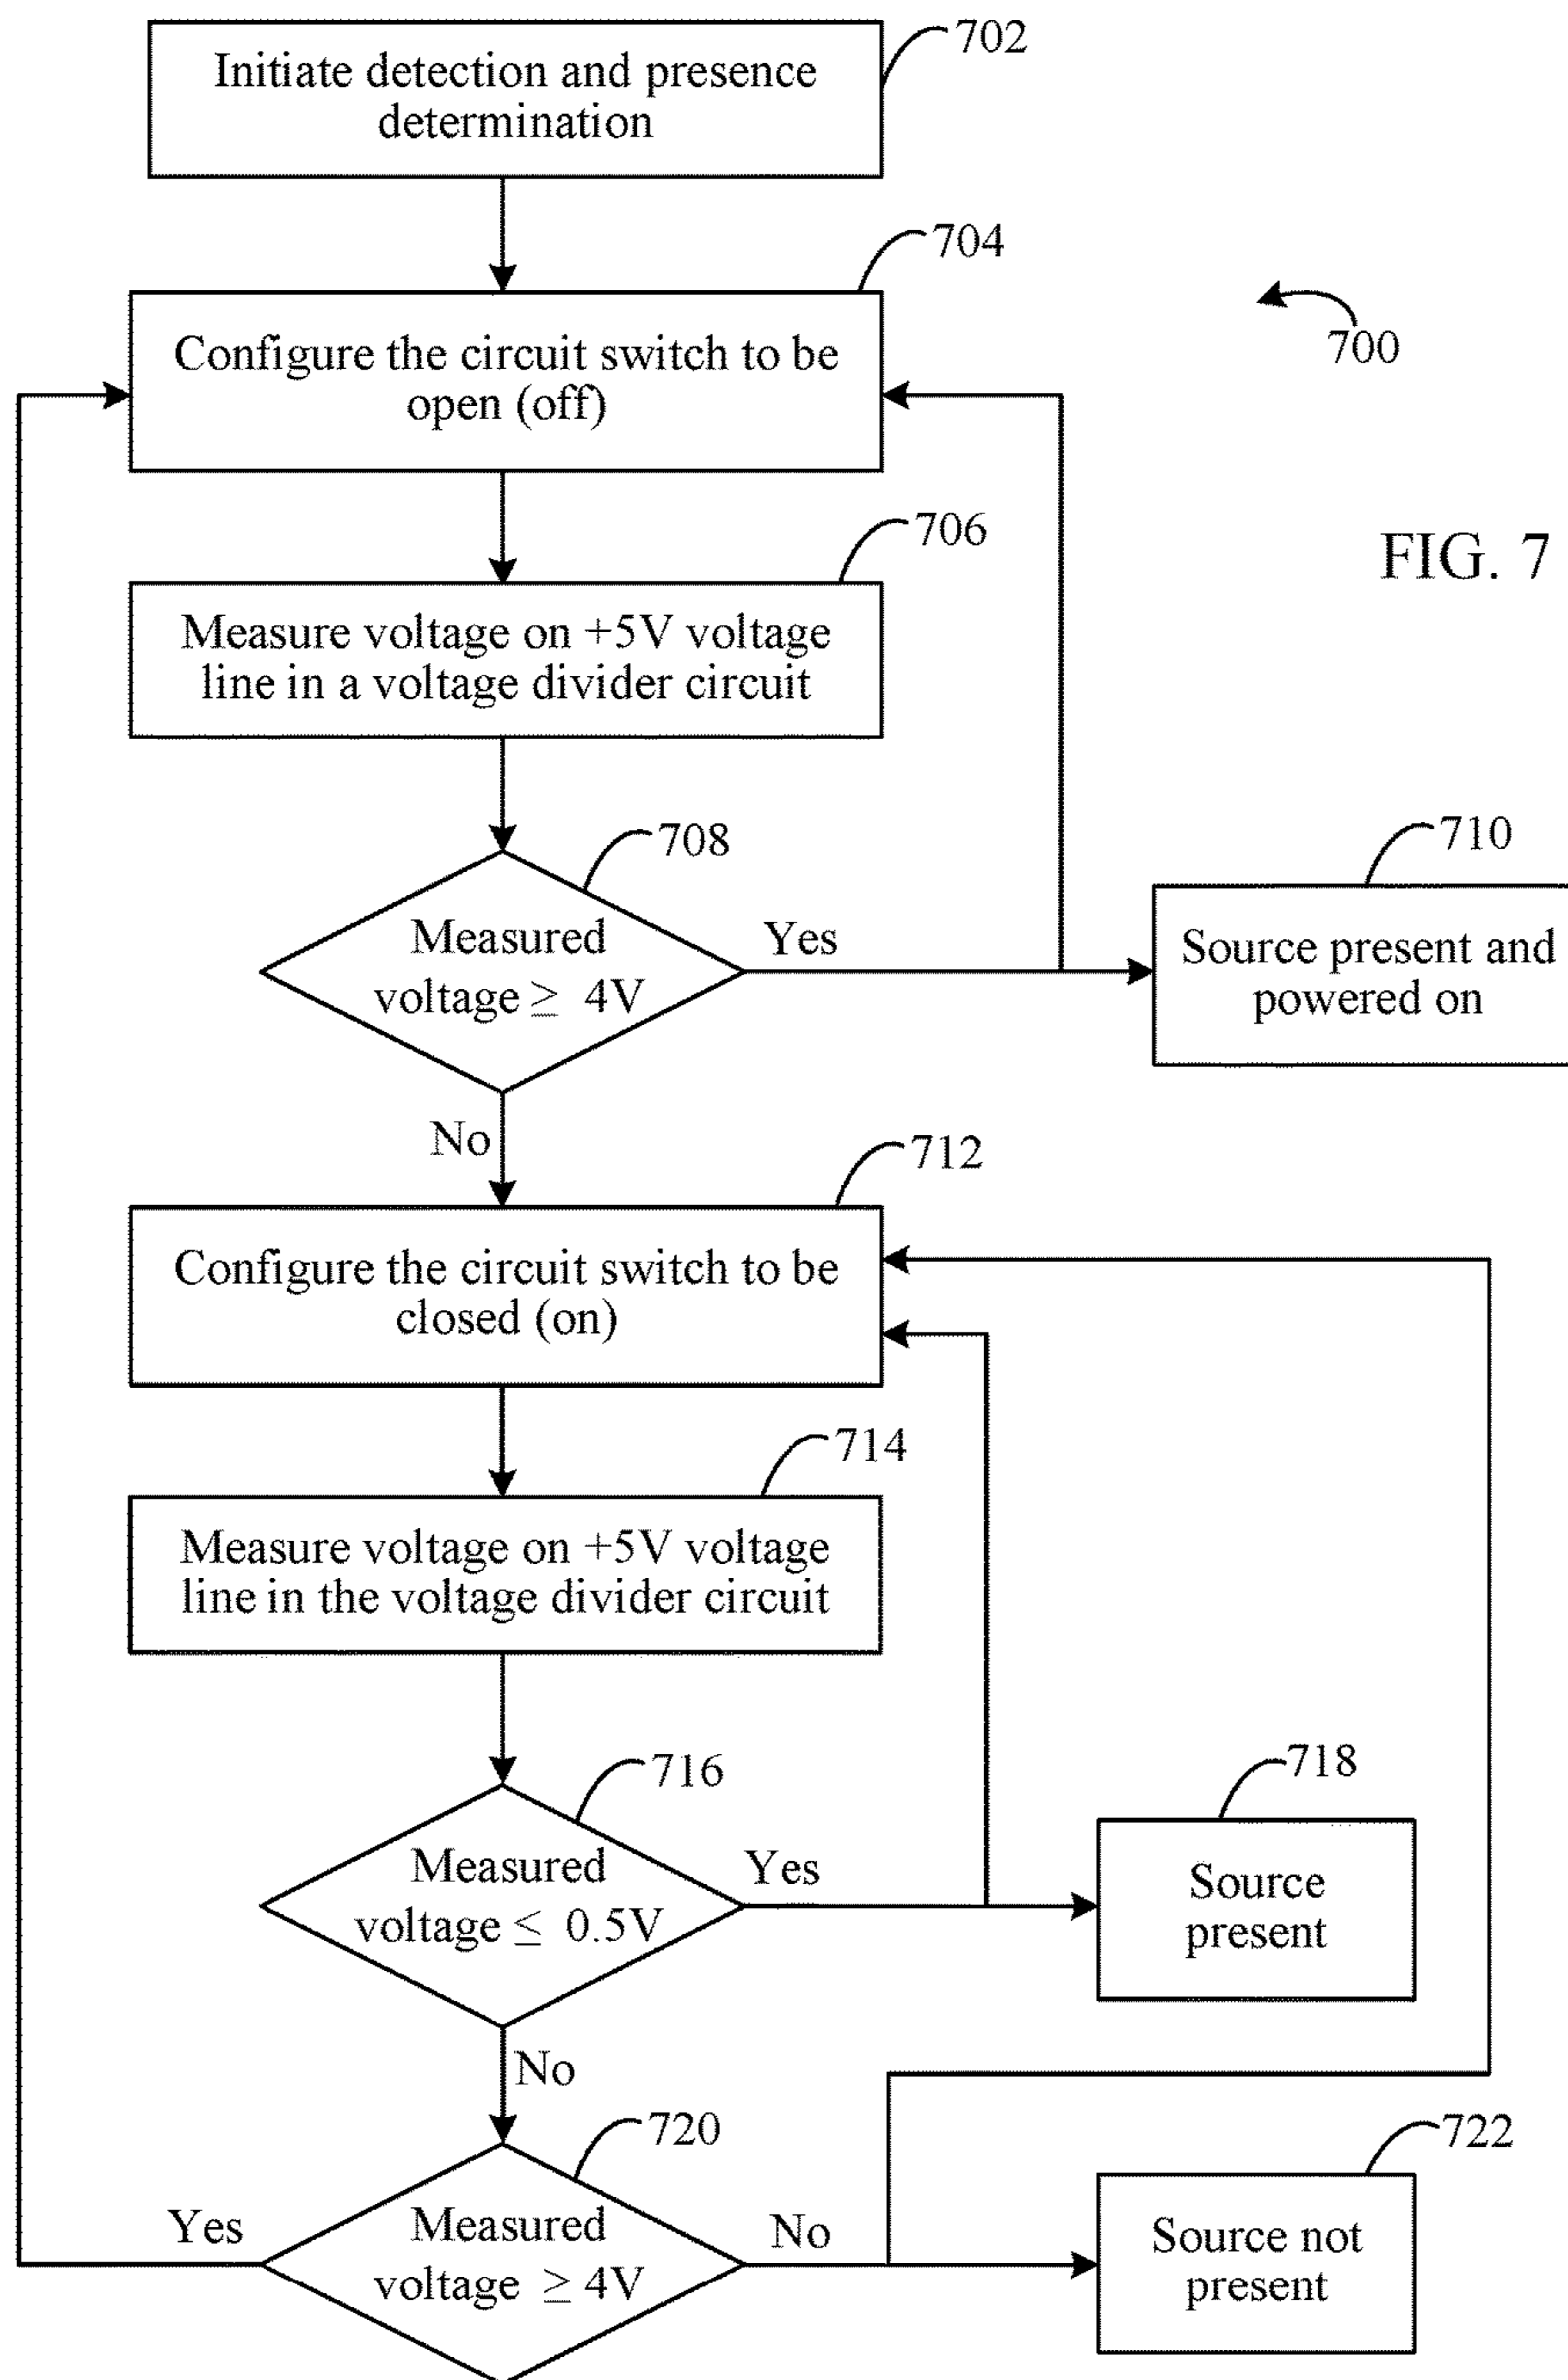 702
Initiate detection and presence
determination
704
Configure the circuit switch to be
open (off)
700
706
FIG. 7
Measure voltage on +5V voltage
line in a voltage divider circuit
708
Measured
voltage ≥ 4V
Yes
710
Source present and
powered on
No
712
Configure the circuit switch to be
closed (on)
714
Measure voltage on +5V voltage
line in the voltage divider circuit
716
Measured
voltage ≤ 0.5V
Yes
718
Source
present
No
720
Measured
voltage ≥ 4V
Yes
No
722
Source not
present